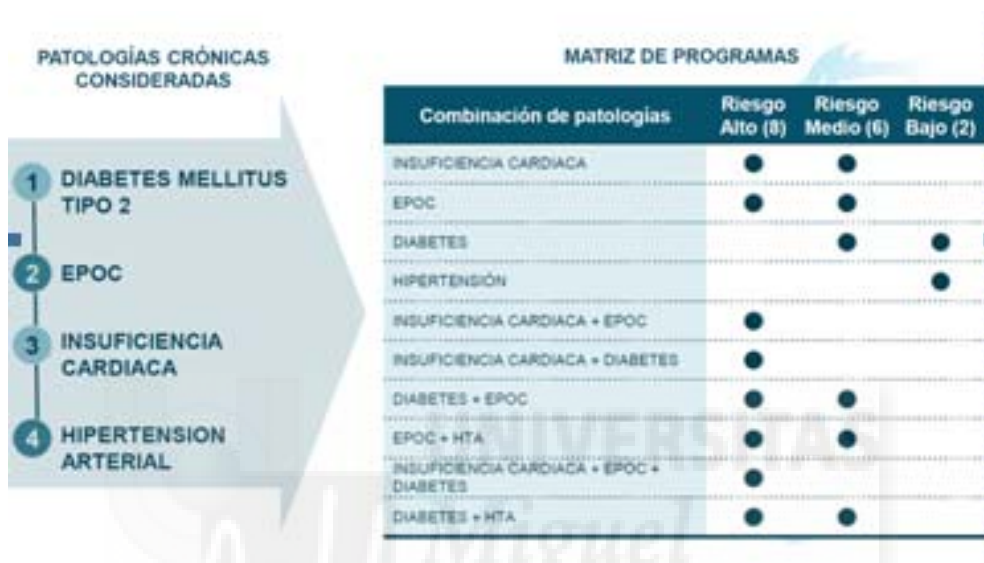 PATOLOGÍAS CRÓNICAS
CONSIDERADAS
1 DIABETES MELLITUS
TIPO 2
2 EPOC
3 INSUFICIENCIA
CARDIACA
4 HIPERTENSION
ARTERIAL
MATRIZ DE PROGRAMAS
Combinación de patologías Riesgo Alto (8) Riesgo Medio (6) Riesgo Bajo (2)
INSUFICIENCIA CARDIACA
EPOC
DIABETES
HIPERTENSIÓN
INSUFICIENCIA CARDIACA + EPOC
INSUFICIENCIA CARDIACA + DIABETES
DIABETES + EPOC
EPOC + HTA
INSUFICIENCIA CARDIACA + EPOC +
DIABETES
DIABETES + HTA
UNIVERSITAS
Miguel